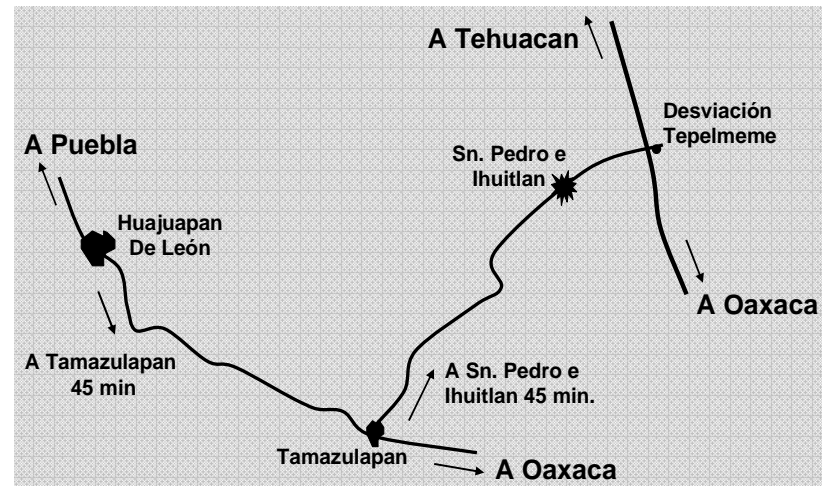 A Tehuacan
Desviación
Tepelmeme
A Puebla
Sn. Pedro e
Ihuitlan
Huajuapan
De León
A Oaxaca
A Tamazulapan
45 min
A Sn. Pedro e
Ihuitlan 45 min.
Tamazulapan
A Oaxaca